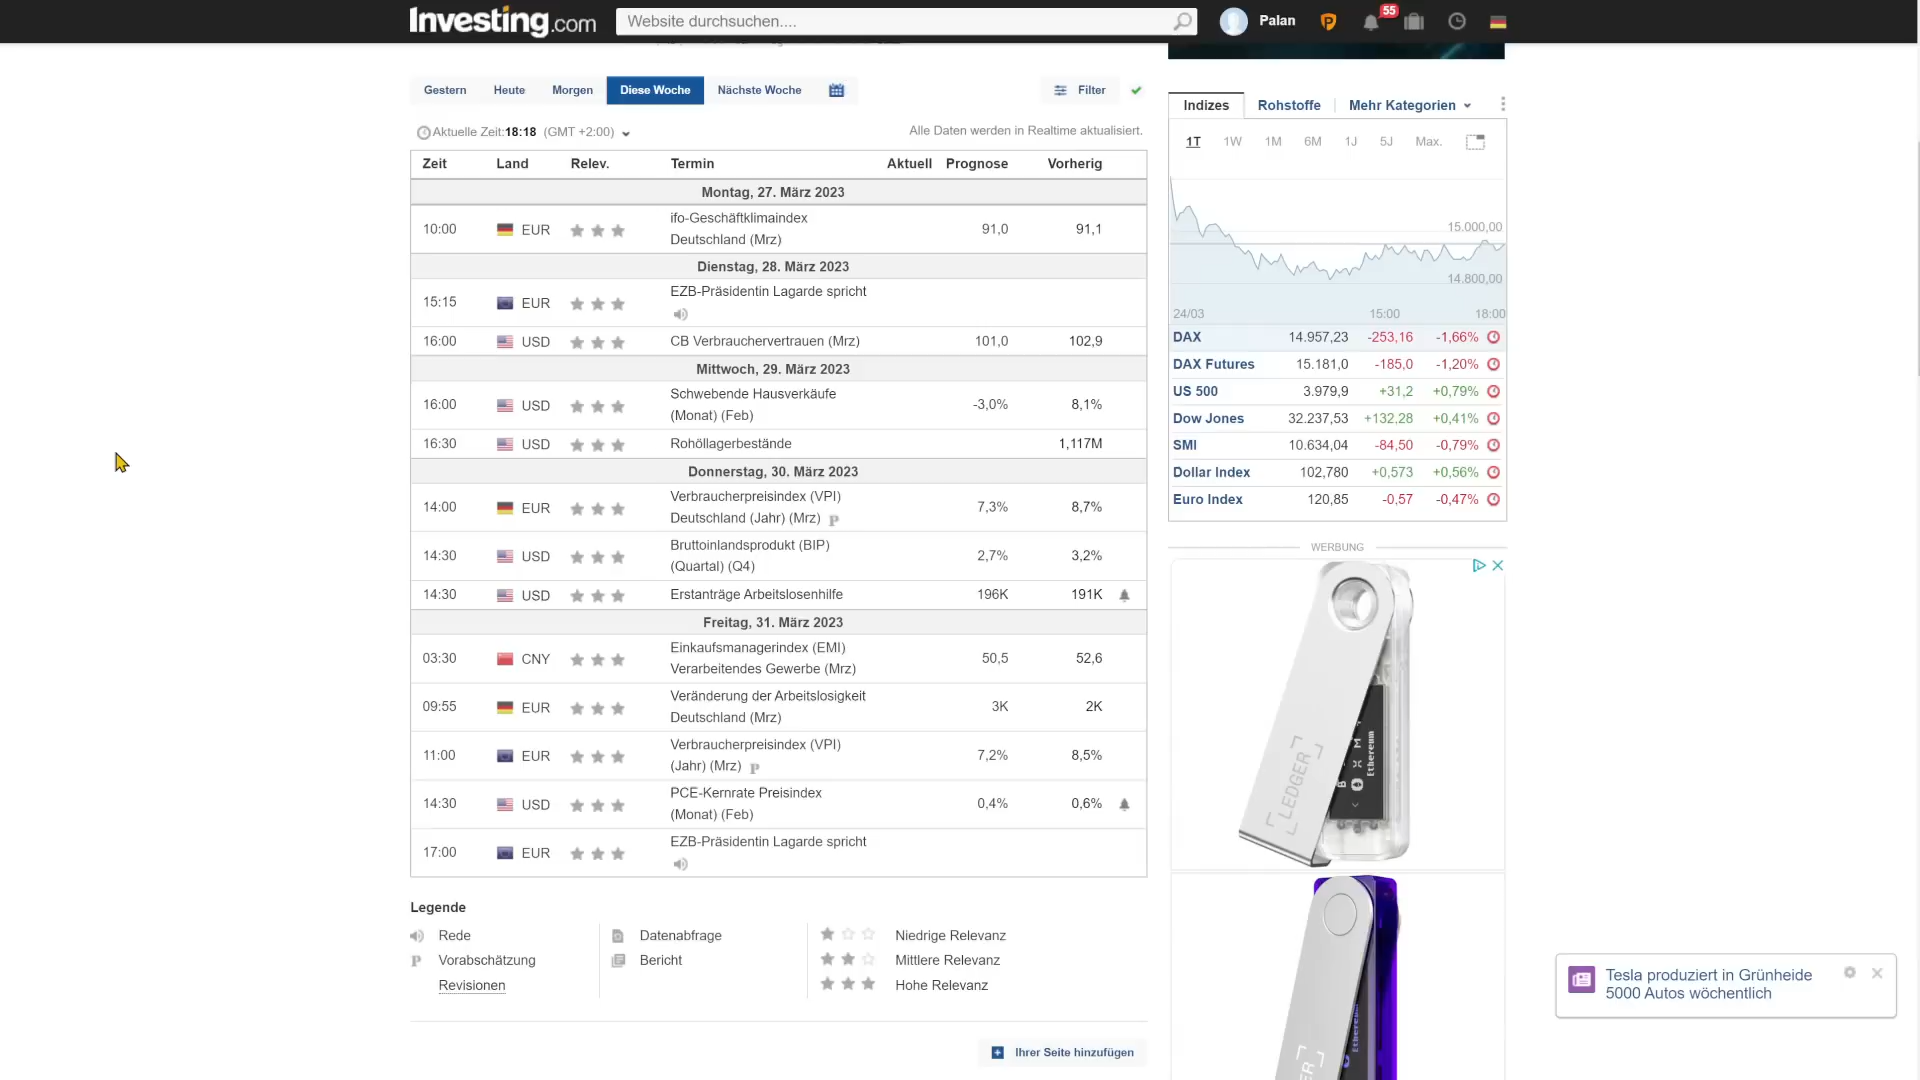 Investing.com
Website durchsuchen....
Palan
55
Gestern Heute Morgen Diese Woche Nächste Woche
Filter
Aktuelle Zeit:18:18 (GMT +2:00)
Alle Daten werden in Realtime aktualisiert.
Zeit Land Relev. Termin Aktuell Prognose Vorherig
Montag, 27. März 2023
10:00 EUR ifo-Geschäftklimaindex
Deutschland (Mrz) 91,0 91,1
Dienstag, 28. März 2023
15:15 EUR EZB-Präsidentin Lagarde spricht
16:00 USD CB Verbrauchervertrauen (Mrz) 101,0 102,9
Mittwoch, 29. März 2023
16:00 USD Schwebende Hausverkäufe
(Monat) (Feb) -3,0% 8,1%
16:30 USD Rohöllagerbestände 1,117M
Donnerstag, 30. März 2023
14:00 EUR Verbraucherpreisindex (VPI)
Deutschland (Jahr) (Mrz) P 7,3% 8,7%
14:30 USD Bruttoinlandsprodukt (BIP)
(Quartal) (Q4) 2,7% 3,2%
14:30 USD Erstanträge Arbeitslosenhilfe 196K 191K
Freitag, 31. März 2023
03:30 CNY Einkaufsmanagerindex (EMI)
Verarbeitendes Gewerbe (Mrz) 50,5 52,6
09:55 EUR Veränderung der Arbeitslosigkeit
Deutschland (Mrz) 3K 2K
11:00 EUR Verbraucherpreisindex (VPI)
(Jahr) (Mrz) P 7,2% 8,5%
14:30 USD PCE-Kernrate Preisindex
(Monat) (Feb) 0,4% 0,6%
17:00 EUR EZB-Präsidentin Lagarde spricht
Legende
Rede Datenabfrage Niedrige Relevanz
P Vorabschätzung Bericht Mittlere Relevanz
Revisionen Hohe Relevanz
Ihrer Seite hinzufügen
Indizes Rohstoffe Mehr Kategorien
1T 1W 1M 6M 1J 5J Max.
15.000,00
14.800,00
24/03 15:00 18:00
DAX 14.957,23 -253,16 -1,66%
DAX Futures 15.181,0 -185,0 -1,20%
US 500 3.979,9 +31,2 +0,79%
Dow Jones 32.237,53 +132,28 +0,41%
SMI 10.634,04 -84,50 -0,79%
Dollar Index 102,780 +0,573 +0,56%
Euro Index 120,85 -0,57 -0,47%
WERBUNG
LEDGER
Ethereum
Tesla produziert in Grünheide
5000 Autos wöchentlich